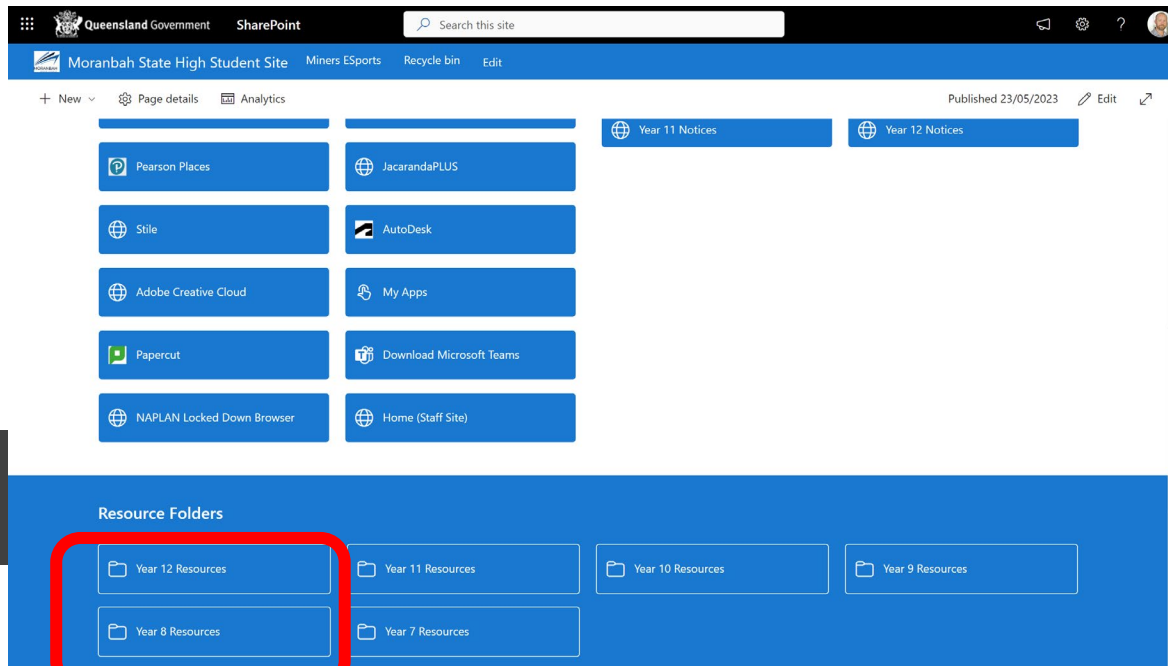 Queensland Government SharePoint Search this site ?
Moranbah State High Student Site Miners ESports Recycle bin Edit
+ New Page details Analytics Published 23/05/2023 Edit
Year 11 Notices Year 12 Notices
Pearson Places JacarandaPLUS
Stile AutoDesk
Adobe Creative Cloud My Apps
Papercut Download Microsoft Teams
NAPLAN Locked Down Browser Home (Staff Site)
Resource Folders
Year 12 Resources Year 11 Resources Year 10 Resources Year 9 Resources
Year 8 Resources Year 7 Resources